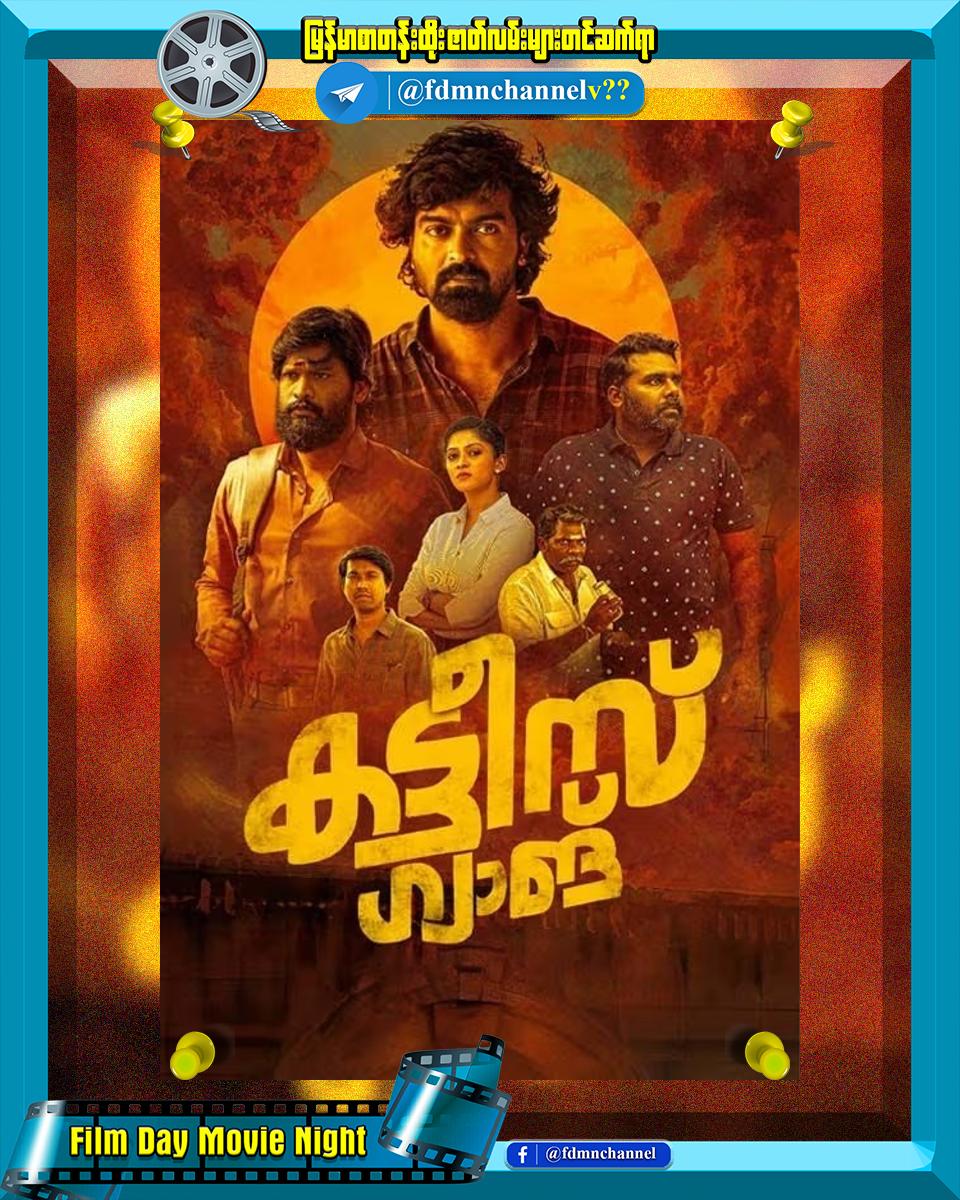 မြန်မာစာတန်းထိုးဇာတ်လမ်းများတင်ဆက်ရာ
@fdmnchannelv??
കട്ടീസ്
ഗ്യാങ്
Film Day Movie Night
f | @fdmnchannel